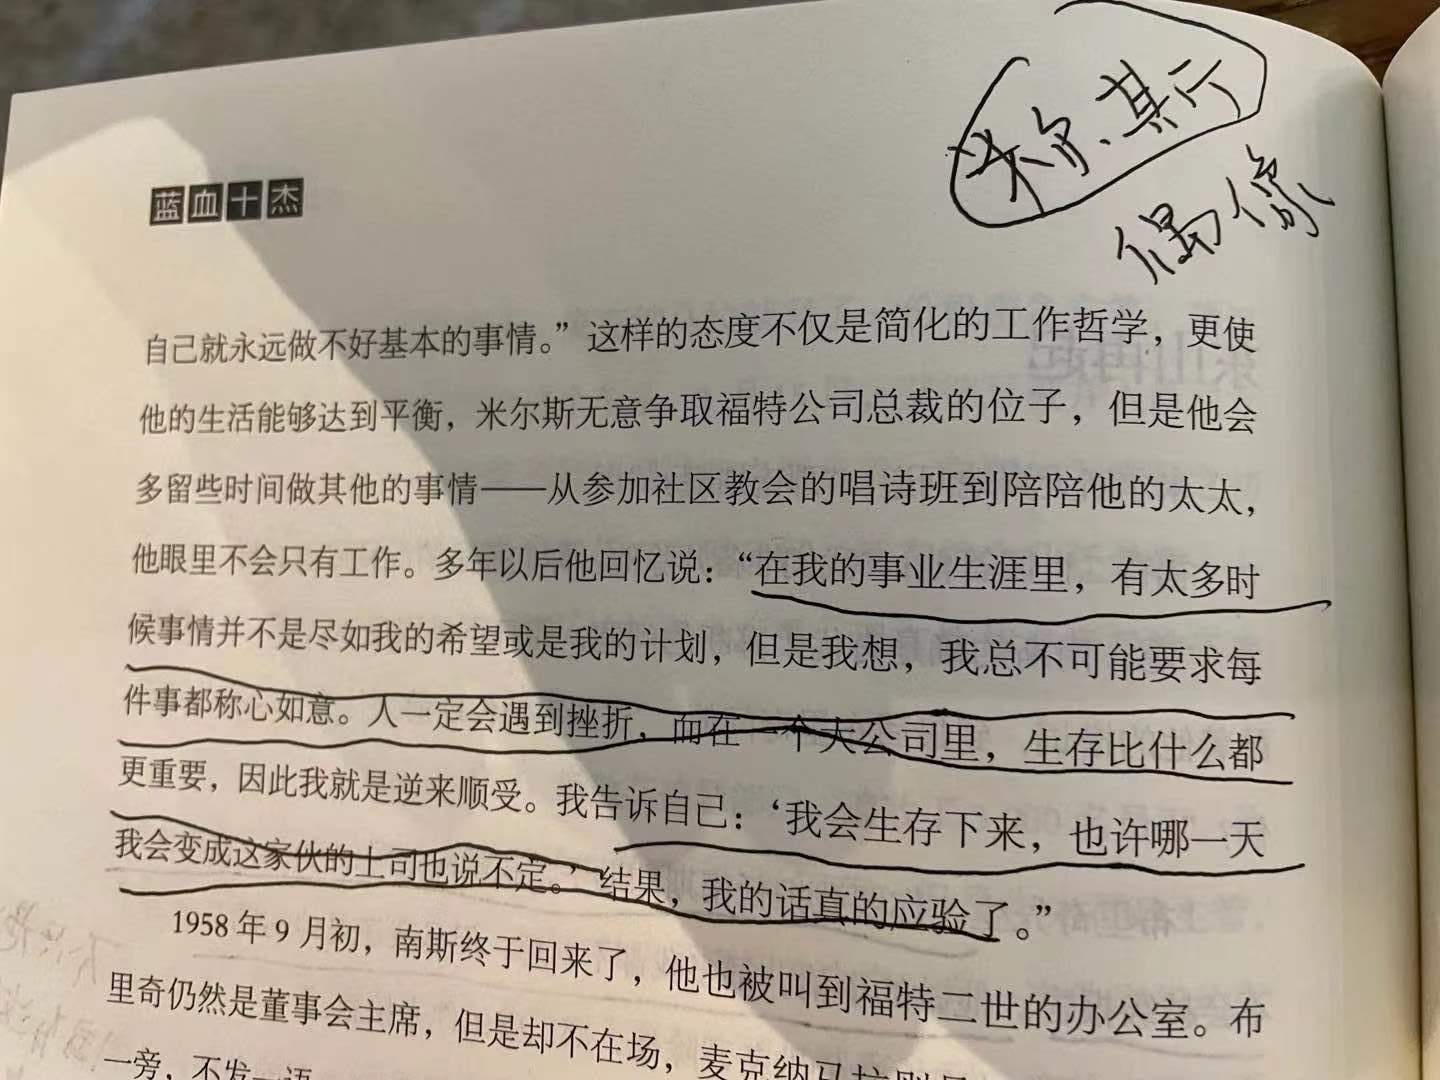 米尔、其斤
偶像
蓝血十杰
自己就永远做不好基本的事情。”这样的态度不仅是简化的工作哲学，更使
他的生活能够达到平衡，米尔斯无意争取福特公司总裁的位子，但是他会
多留些时间做其他的事情——从参加社区教会的唱诗班到陪陪他的太太，
他眼里不会只有工作。多年以后他回忆说：“在我的事业生涯里，有太多时
候事情并不是尽如我的希望或是我的计划，但是我想，我总不可能要求每
件事都称心如意。人一定会遇到挫折，而在一个大公司里，生存比什么都
更重要，因此我就是逆来顺受。我告诉自己：‘我会生存下来，也许哪一天
我会变成这家伙的上司也说不定。’结果，我的话真的应验了。”
1958年9月初，南斯终于回来了，他也被叫到福特二世的办公室。布
里奇仍然是董事会主席，但是却不在场，麦克纳马拉则
一旁，不发一语